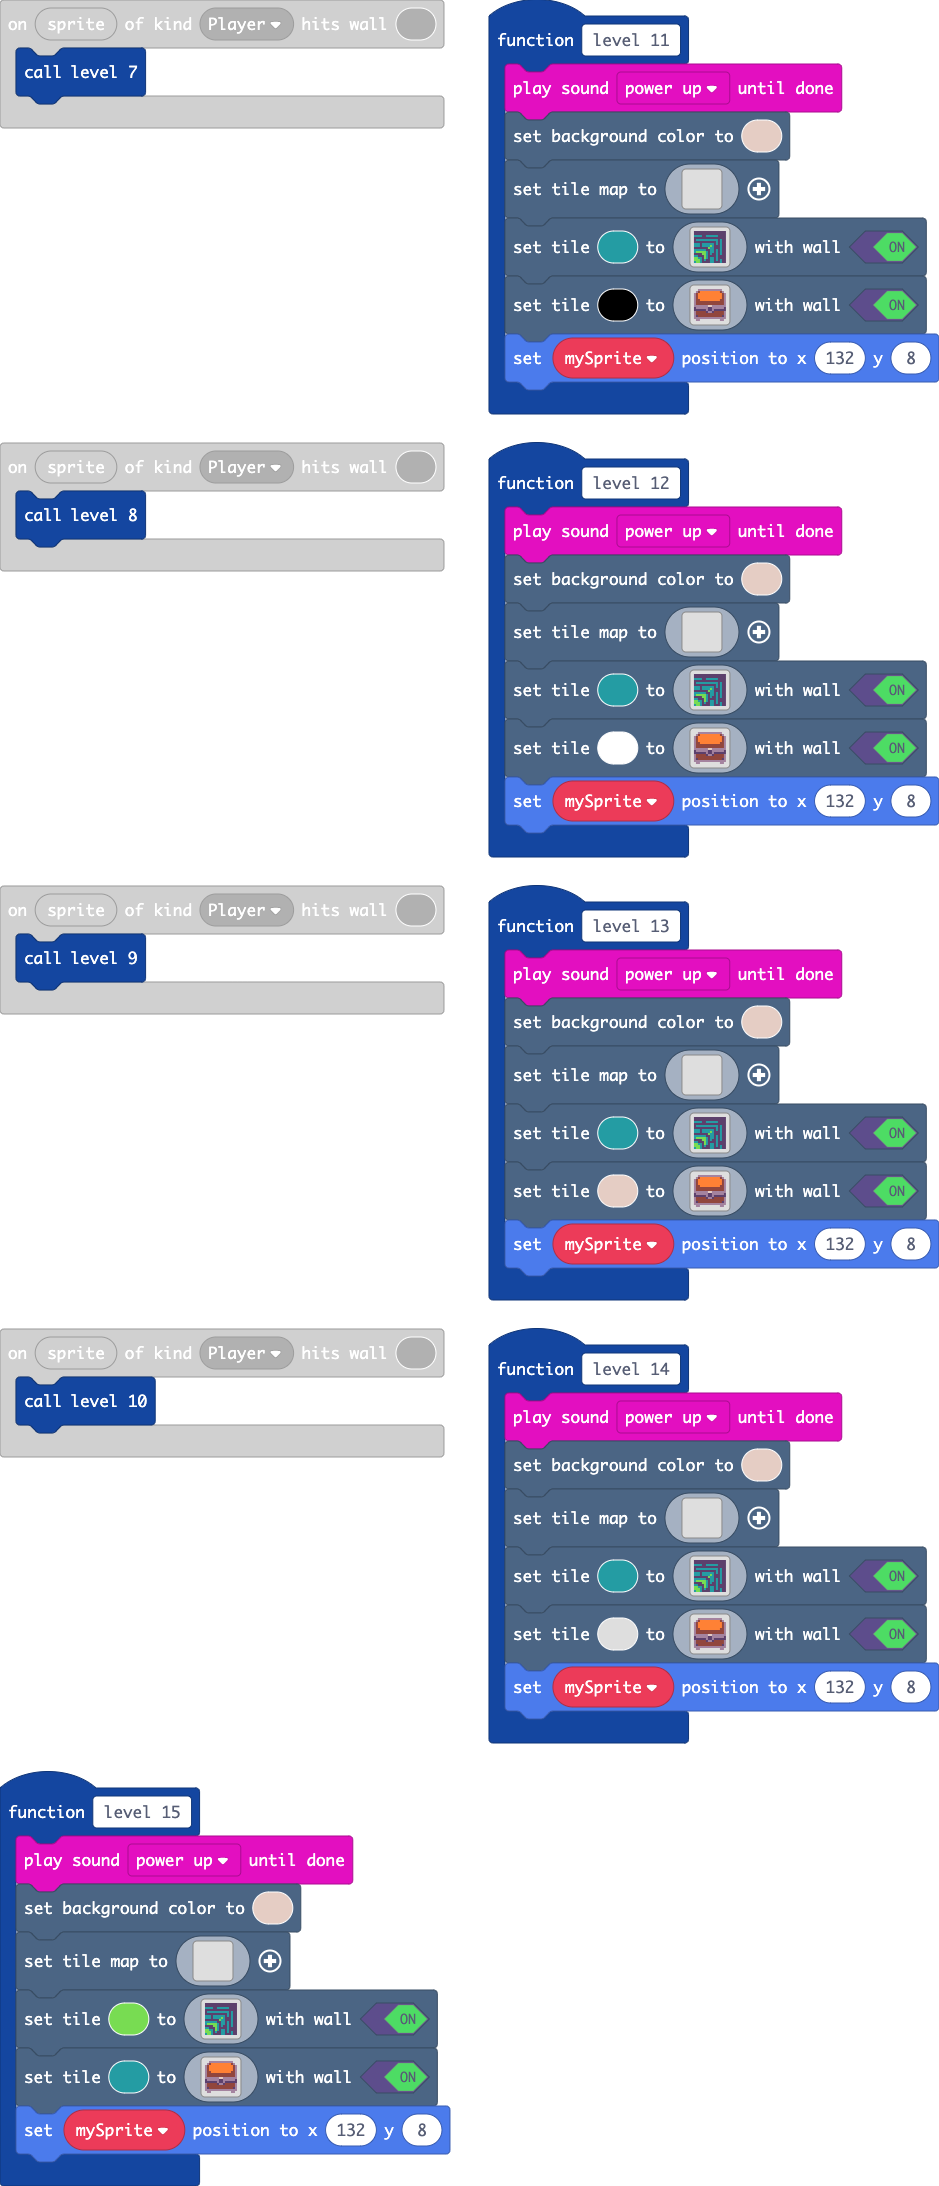 on sprite of kind Player hits wall
call level 7
function level 11
play sound power up until done
set background color to
set tile map to
set tile to with wall ON
set tile to with wall ON
set mySprite position to x 132 y 8
on sprite of kind Player hits wall
call level 8
function level 12
play sound power up until done
set background color to
set tile map to
set tile to with wall ON
set tile to with wall ON
set mySprite position to x 132 y 8
on sprite of kind Player hits wall
call level 9
function level 13
play sound power up until done
set background color to
set tile map to
set tile to with wall ON
set tile to with wall ON
set mySprite position to x 132 y 8
on sprite of kind Player hits wall
call level 10
function level 14
play sound power up until done
set background color to
set tile map to
set tile to with wall ON
set tile to with wall ON
set mySprite position to x 132 y 8
function level 15
play sound power up until done
set background color to
set tile map to
set tile to with wall ON
set tile to with wall ON
set mySprite position to x 132 y 8